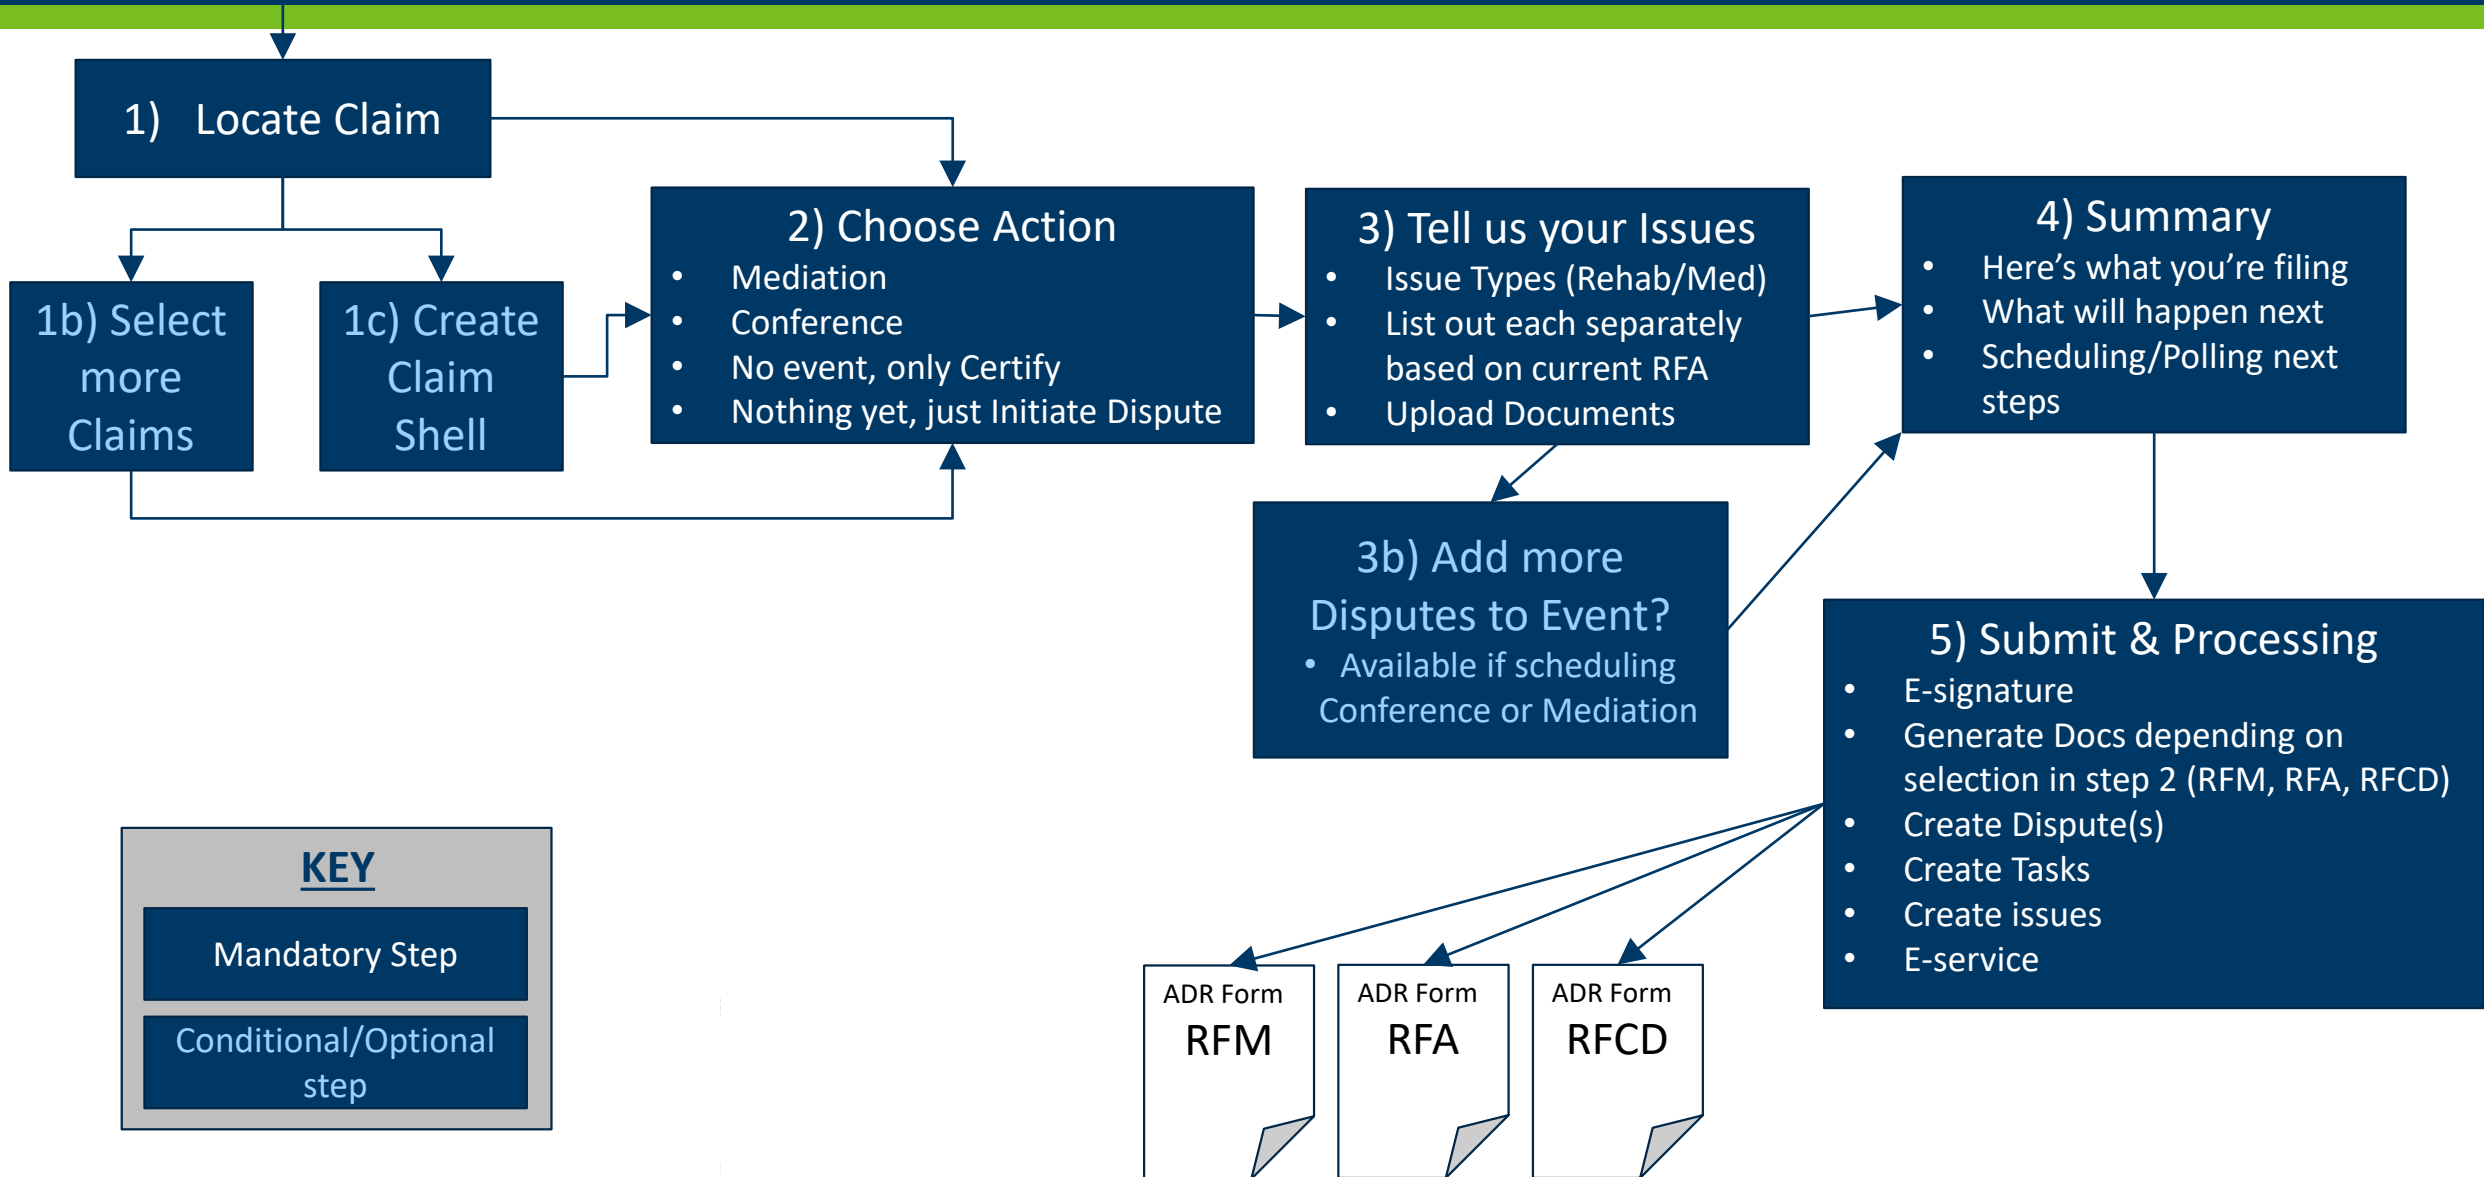 1) Locate Claim
1b) Select
more
Claims
1c) Create
Claim
Shell
2) Choose Action
• Mediation
• Conference
• No event, only Certify
• Nothing yet, just Initiate Dispute
3) Tell us your Issues
• Issue Types (Rehab/Med)
• List out each separately
based on current RFA
• Upload Documents
3b) Add more
Disputes to Event?
• Available if scheduling
Conference or Mediation
4) Summary
• Here’s what you’re filing
• What will happen next
• Scheduling/Polling next
steps
5) Submit & Processing
• E-signature
• Generate Docs depending on
selection in step 2 (RFM, RFA, RFCD)
• Create Dispute(s)
• Create Tasks
• Create issues
• E-service
ADR Form
RFM
ADR Form
RFA
ADR Form
RFCD
KEY
Mandatory Step
Conditional/Optional
step